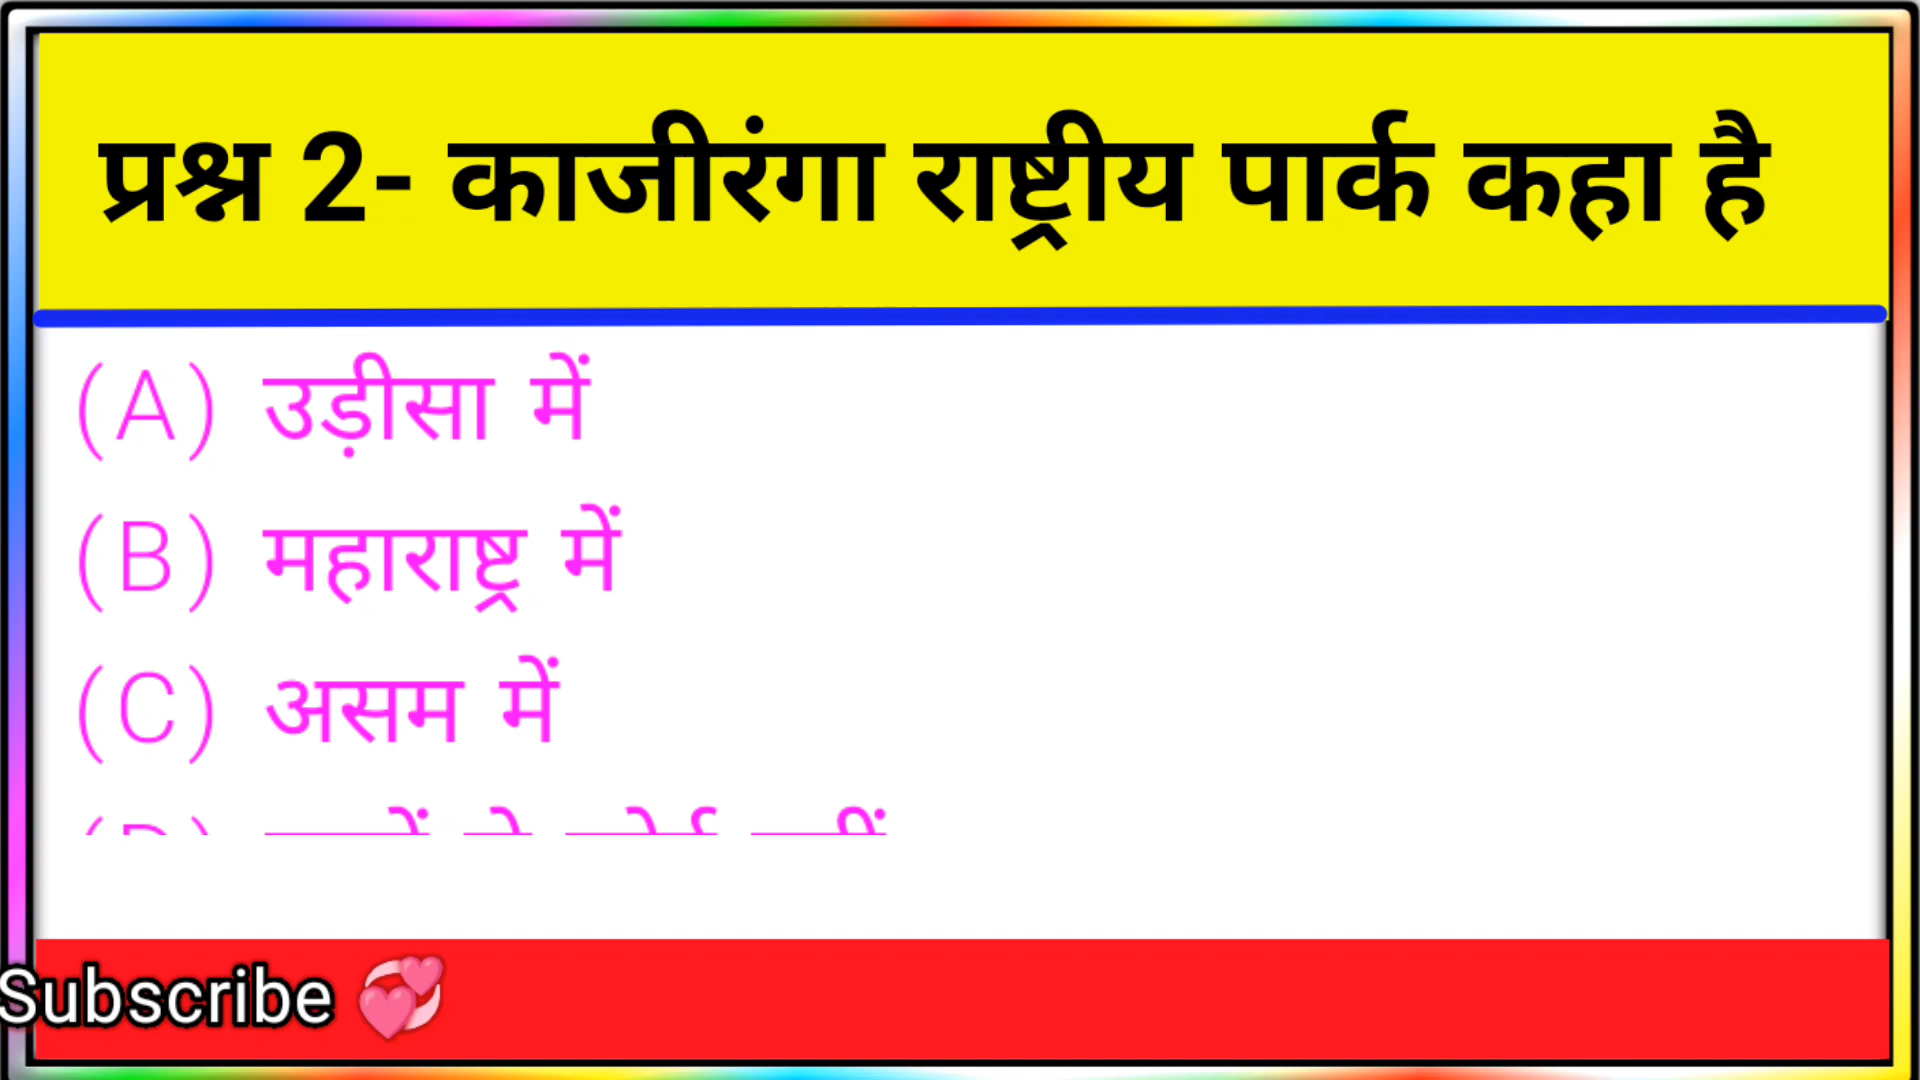 प्रश्न 2- काजीरंगा राष्ट्रीय पार्क कहा है
(A) उड़ीसा में
(B) महाराष्ट्र में
(C) असम में
Subscribe 💞